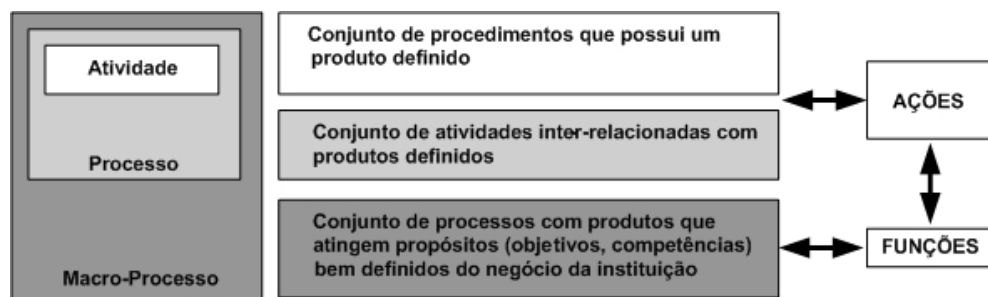 Atividade
Processo
Macro-Processo
Conjunto de procedimentos que possui um
produto definido
Conjunto de atividades inter-relacionadas com
produtos definidos
Conjunto de processos com produtos que
atingem propósitos (objetivos, competências)
bem definidos do negócio da instituição
AÇÕES
FUNÇÕES